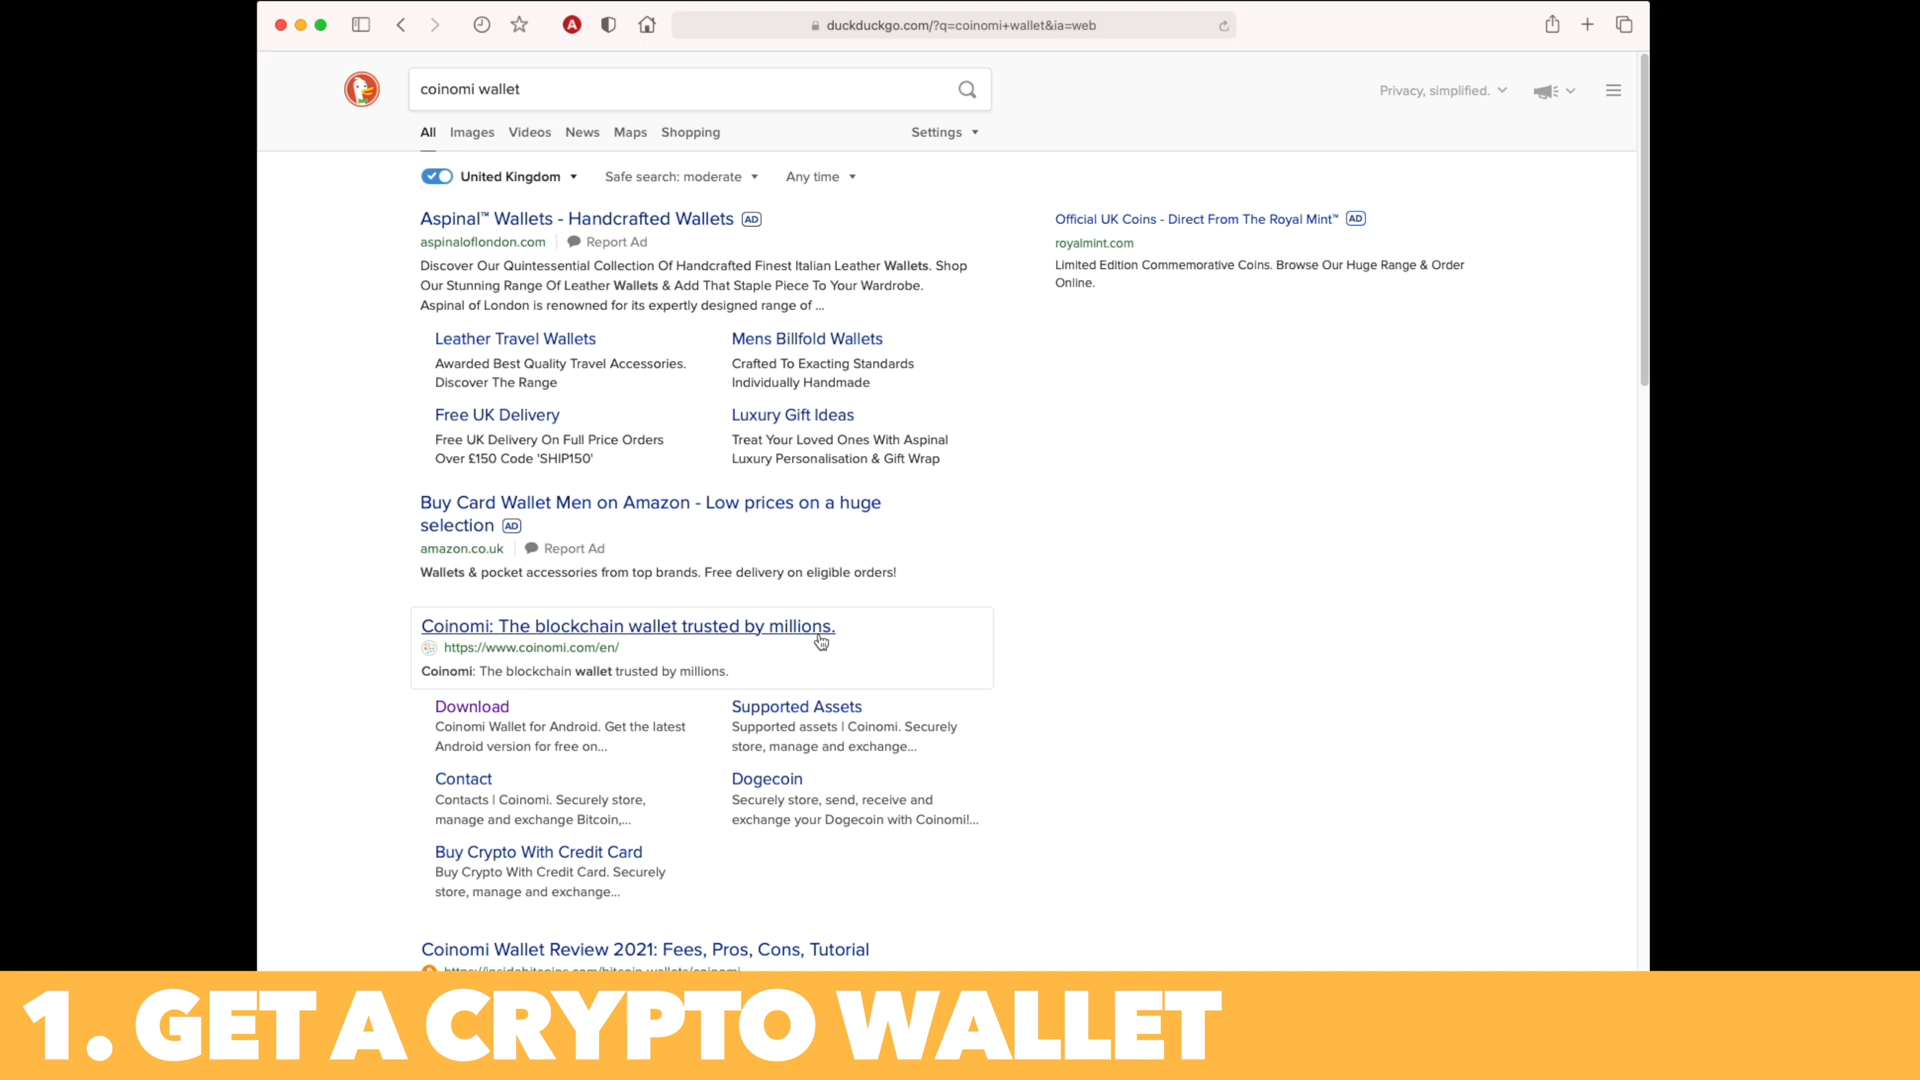 duckduckgo.com/?q=coinomi+wallet&ia=web
coinomi wallet
Privacy, simplified.
All Images Videos News Maps Shopping Settings
United Kingdom Safe search: moderate Any time
Aspinal™ Wallets - Handcrafted Wallets AD
aspinaloflondon.com Report Ad
Discover Our Quintessential Collection Of Handcrafted Finest Italian Leather Wallets. Shop
Our Stunning Range Of Leather Wallets & Add That Staple Piece To Your Wardrobe.
Aspinal of London is renowned for its expertly designed range of ...
Official UK Coins - Direct From The Royal Mint™ AD
royalmint.com
Limited Edition Commemorative Coins. Browse Our Huge Range & Order
Online.
Leather Travel Wallets
Awarded Best Quality Travel Accessories.
Discover The Range
Mens Billfold Wallets
Crafted To Exacting Standards
Individually Handmade
Free UK Delivery
Free UK Delivery On Full Price Orders
Over £150 Code 'SHIP150'
Luxury Gift Ideas
Treat Your Loved Ones With Aspinal
Luxury Personalisation & Gift Wrap
Buy Card Wallet Men on Amazon - Low prices on a huge
selection AD
amazon.co.uk Report Ad
Wallets & pocket accessories from top brands. Free delivery on eligible orders!
Coinomi: The blockchain wallet trusted by millions.
https://www.coinomi.com/en/
Coinomi: The blockchain wallet trusted by millions.
Download
Coinomi Wallet for Android. Get the latest
Android version for free on...
Supported Assets
Supported assets | Coinomi. Securely
store, manage and exchange...
Contact
Contacts | Coinomi. Securely store,
manage and exchange Bitcoin,...
Dogecoin
Securely store, send, receive and
exchange your Dogecoin with Coinomi!...
Buy Crypto With Credit Card
Buy Crypto With Credit Card. Securely
store, manage and exchange...
Coinomi Wallet Review 2021: Fees, Pros, Cons, Tutorial
1. GET A CRYPTO WALLET